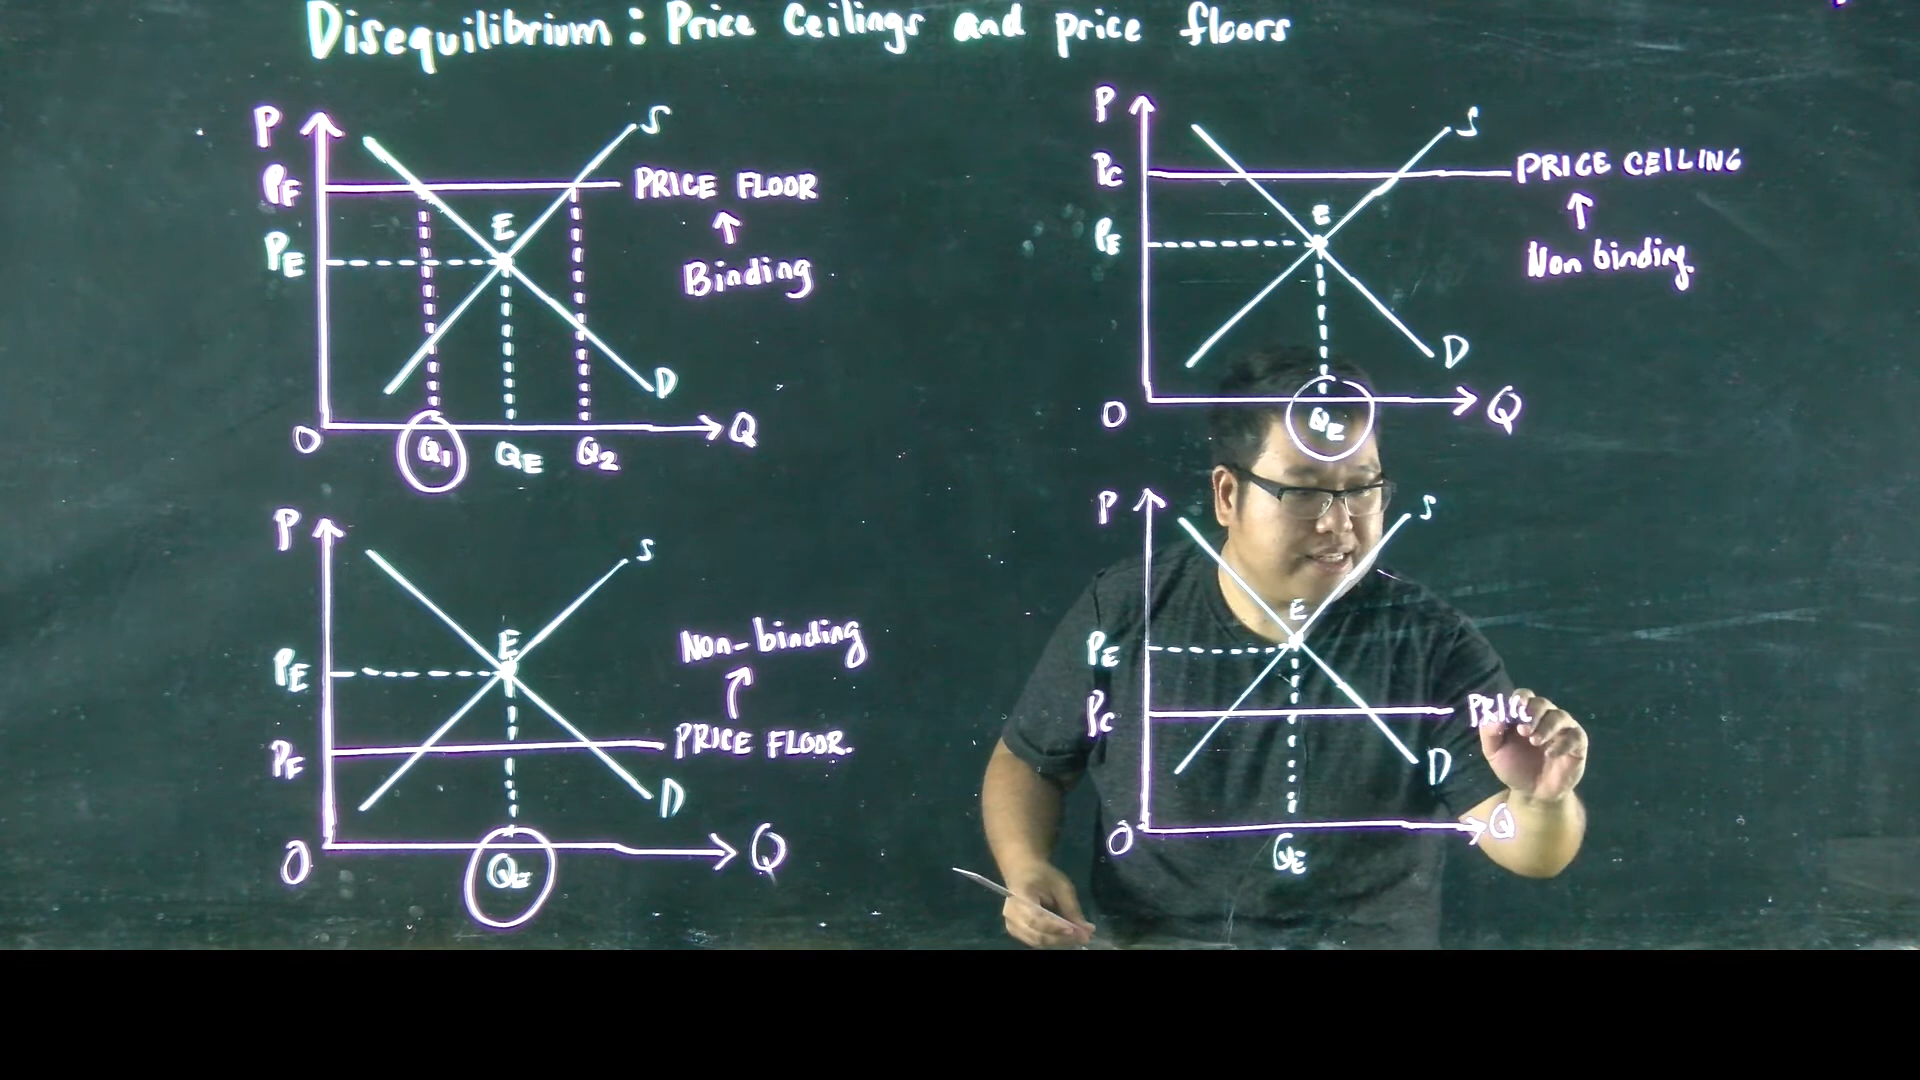 Disequilibrium: Price Ceilings and price floors
P
S
PF
PRICE FLOOR
E
PE
Binding
D
O
Q1
QE
Q2
Q
P
S
PC
PRICE CEILING
E
PE
Non binding
D
O
QE
Q
P
S
E
Non-binding
PE
PF
PRICE FLOOR.
D
O
QE
Q
P
S
E
PE
PC
PRIC
D
O
QE
Q